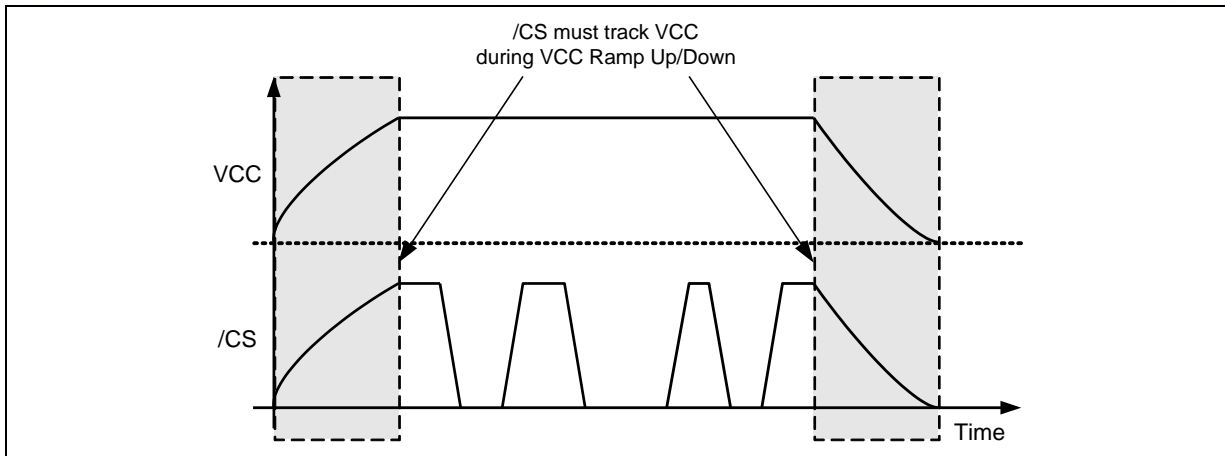 /CS must track VCC
during VCC Ramp Up/Down
VCC
/CS
Time